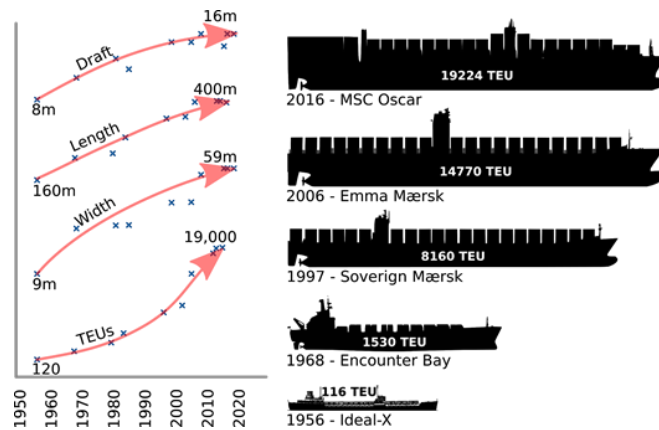 16m
Draft
8m
400m
Length
160m
59m
Width
9m
19,000
TEUs
120
1950
1960
1970
1980
1990
2000
2010
2020
19224 TEU
2016 - MSC Oscar
14770 TEU
2006 - Emma Mærsk
8160 TEU
1997 - Soverign Mærsk
1530 TEU
1968 - Encounter Bay
116 TEU
1956 - Ideal-X